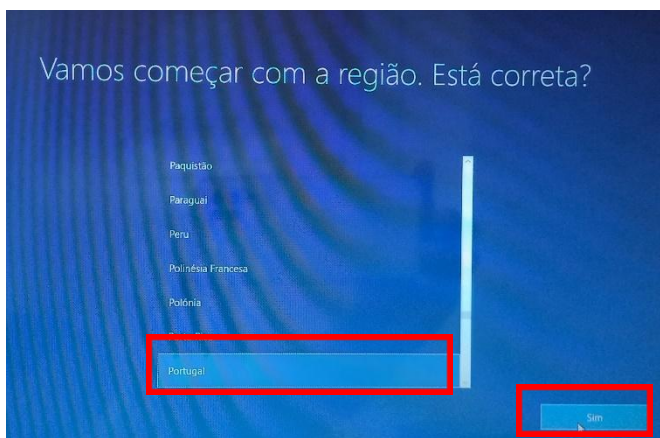 Vamos começar com a região. Está correta?
Paquistão
Paraguai
Peru
Polinésia Francesa
Polónia
Portugal
Sim